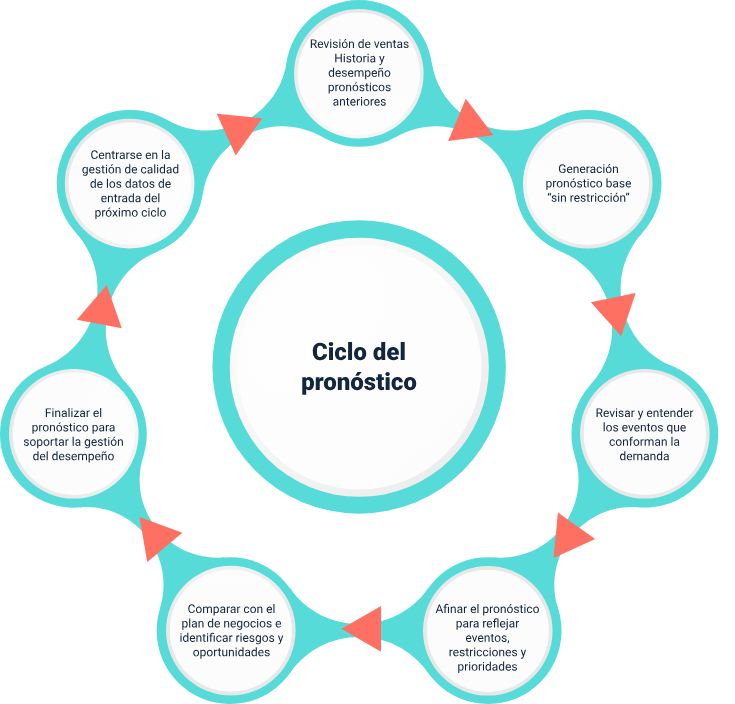 Revisión de ventas
Historia y
desempeño
pronósticos
anteriores
Generación
pronóstico base
“sin restricción”
Revisar y entender
los eventos que
conforman la
demanda
Afinar el pronóstico
para reflejar
eventos,
restricciones y
prioridades
Comparar con el
plan de negocios e
identificar riesgos y
oportunidades
Finalizar el
pronóstico para
soportar la gestión
del desempeño
Centrarse en la
gestión de calidad
de los datos de
entrada del
próximo ciclo
Ciclo del
pronóstico